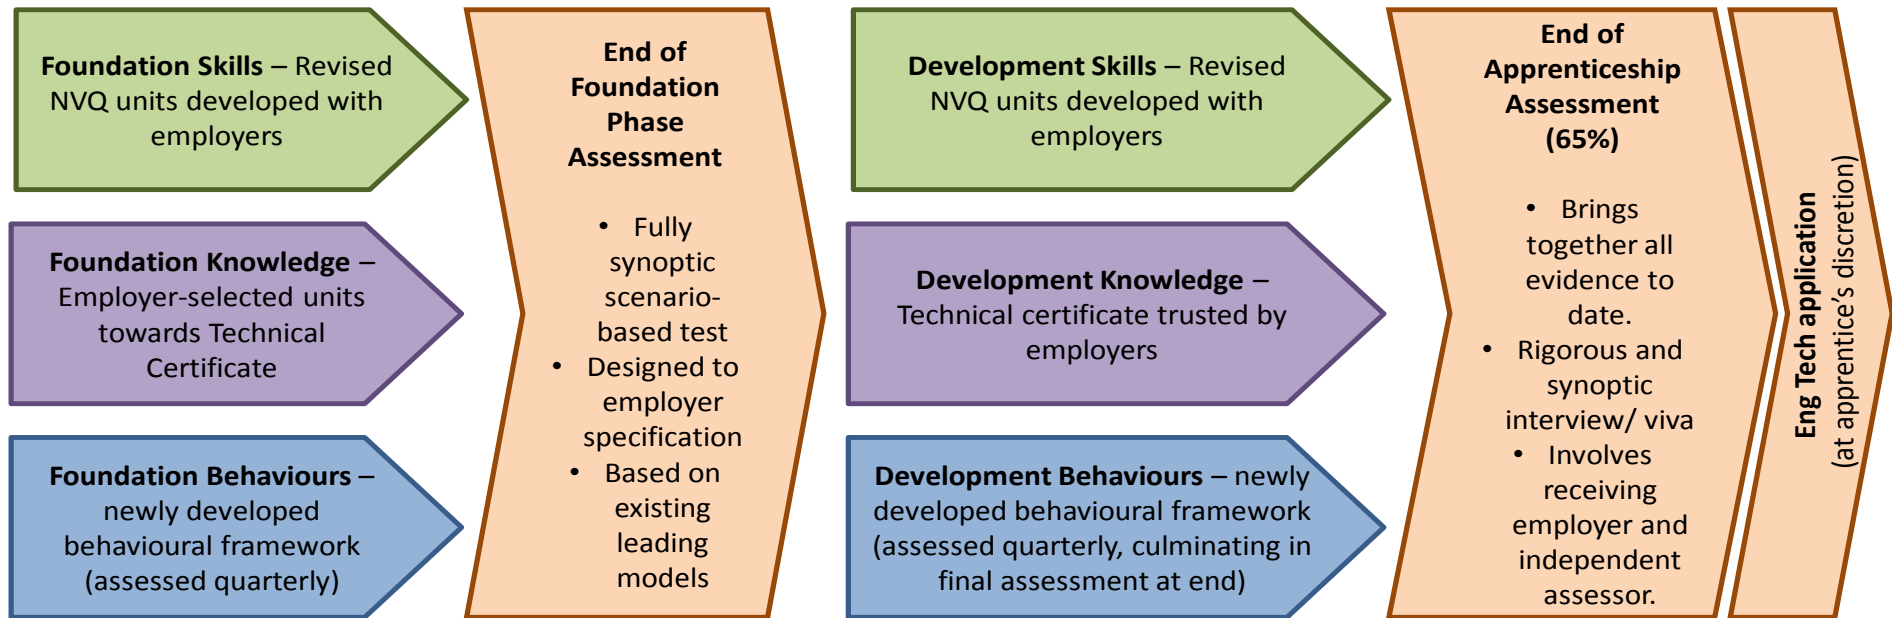 Foundation Skills – Revised
NVQ units developed with
employers
Foundation Knowledge –
Employer-selected units
towards Technical
Certificate
Foundation Behaviours –
newly developed
behavioural framework
(assessed quarterly)
End of
Foundation
Phase
Assessment
• Fully
synoptic
scenario-
based test
• Designed to
employer
specification
• Based on
existing
leading
models
Development Skills – Revised
NVQ units developed with
employers
Development Knowledge –
Technical certificate trusted by
employers
Development Behaviours – newly
developed behavioural framework
(assessed quarterly, culminating in
final assessment at end)
End of
Apprenticeship
Assessment
(65%)
• Brings
together all
evidence to
date.
• Rigorous and
synoptic
interview/ viva
• Involves
receiving
employer and
independent
assessor.
Eng Tech application
(at apprentice's discretion)